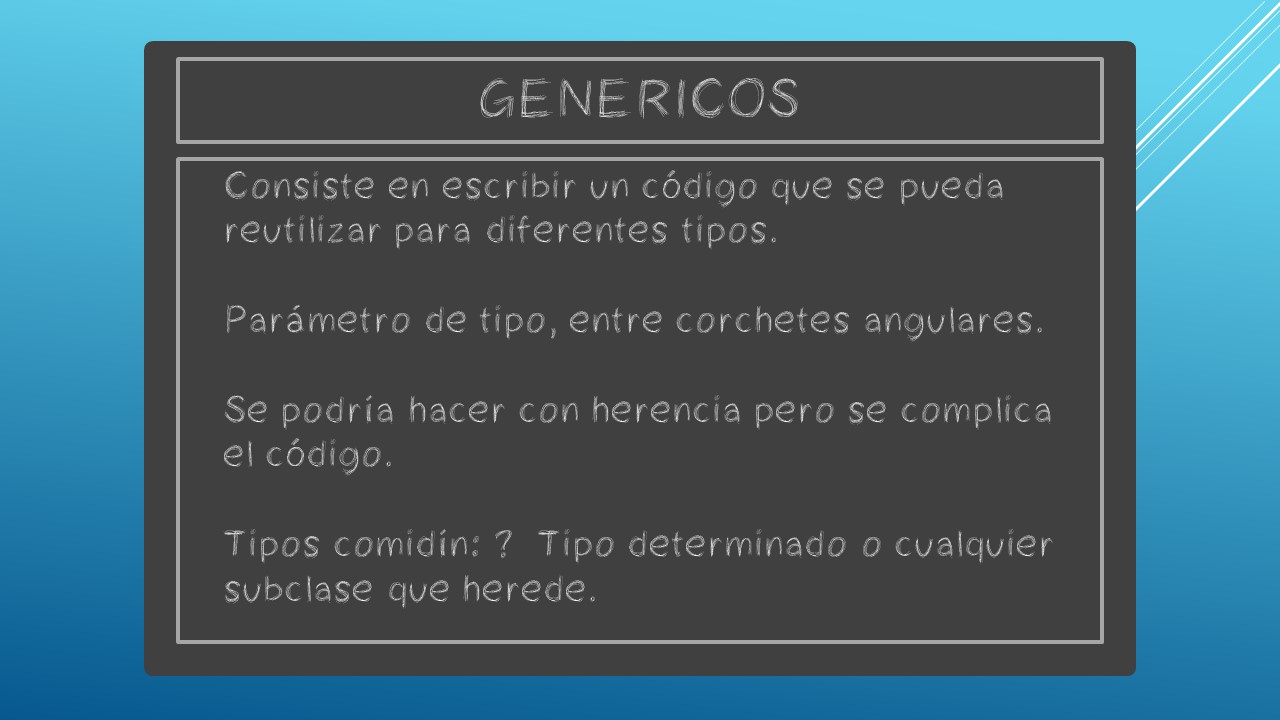 GENERICOS
Consiste en escribir un código que se pueda
reutilizar para diferentes tipos.
Parámetro de tipo, entre corchetes angulares.
Se podría hacer con herencia pero se complica
el código.
Tipos comidín: ?  Tipo determinado o cualquier
subclase que herede.